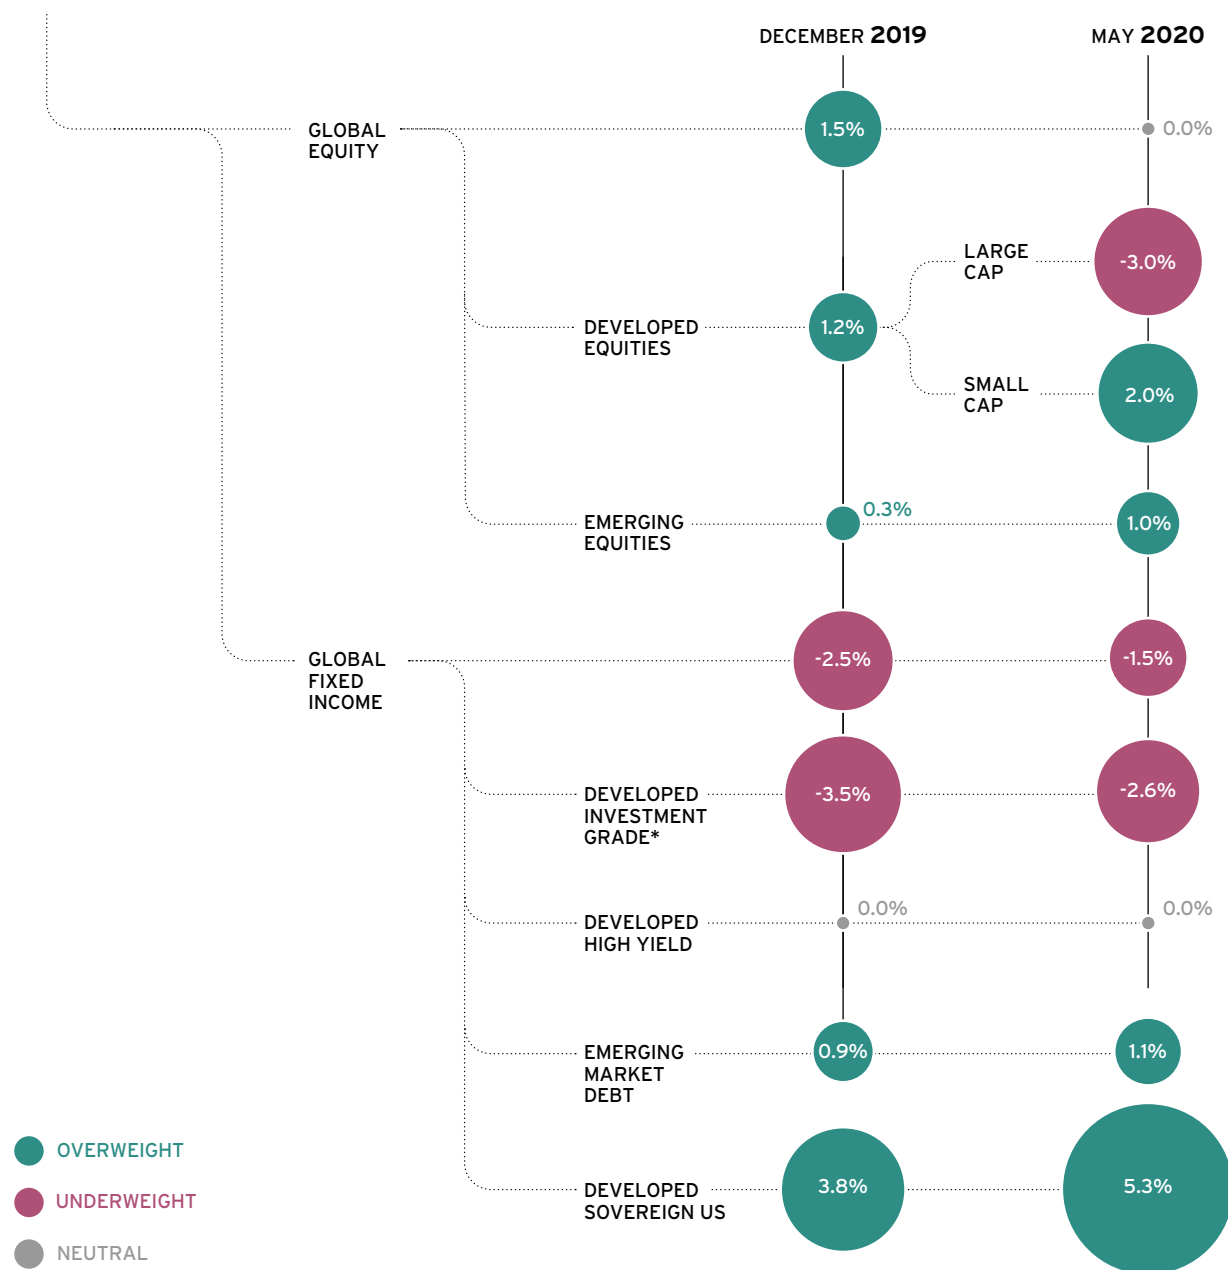 DECEMBER 2019
MAY 2020
GLOBAL
EQUITY
1.5%
0.0%
LARGE
CAP
-3.0%
DEVELOPED
EQUITIES
1.2%
SMALL
CAP
2.0%
EMERGING
EQUITIES
0.3%
1.0%
GLOBAL
FIXED
INCOME
-2.5%
-1.5%
DEVELOPED
INVESTMENT
GRADE*
-3.5%
-2.6%
DEVELOPED
HIGH YIELD
0.0%
0.0%
EMERGING
MARKET
DEBT
0.9%
1.1%
DEVELOPED
SOVEREIGN US
3.8%
5.3%
OVERWEIGHT
UNDERWEIGHT
NEUTRAL